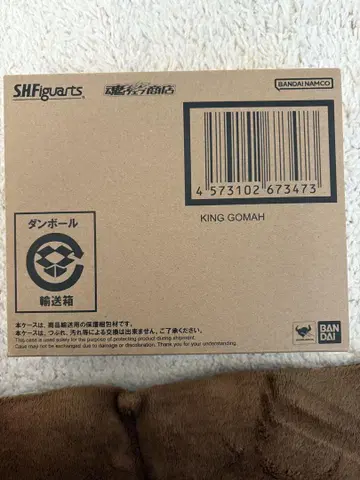 S.H.Figuarts
魂ウェブ商店
BANDAI NAMCO
4 573102 673473
KING GOMAH
ダンボール
輸送箱
本ケースは、商品輸送用の保護梱包材です。
本ケースは、つぶれ、汚れ等による交換は出来ません。ご了承ください。
This case is used solely for the purpose of protecting product during shipment.
Case may not be exchanged due to damage or discoloration. Thank you for your understanding.
BAN
DAI